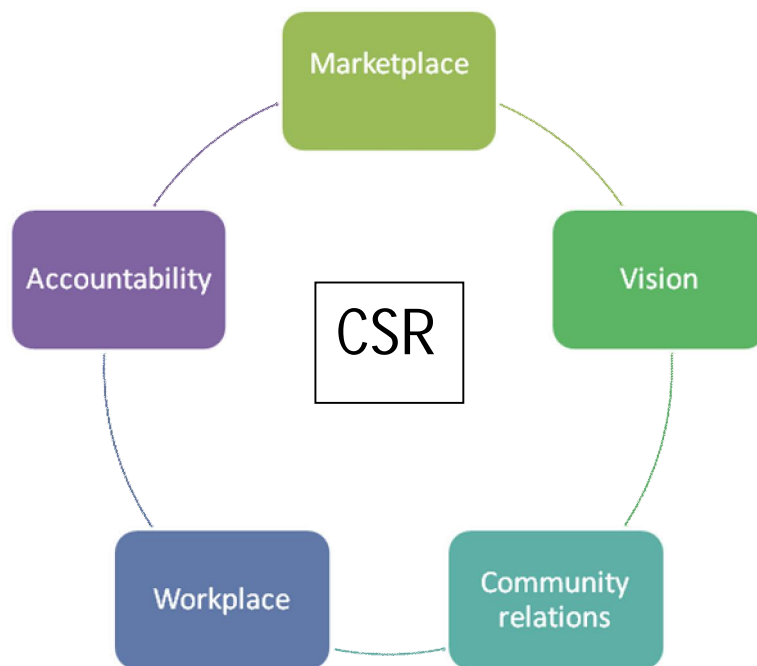 Marketplace
Accountability
Vision
CSR
Workplace
Community
relations